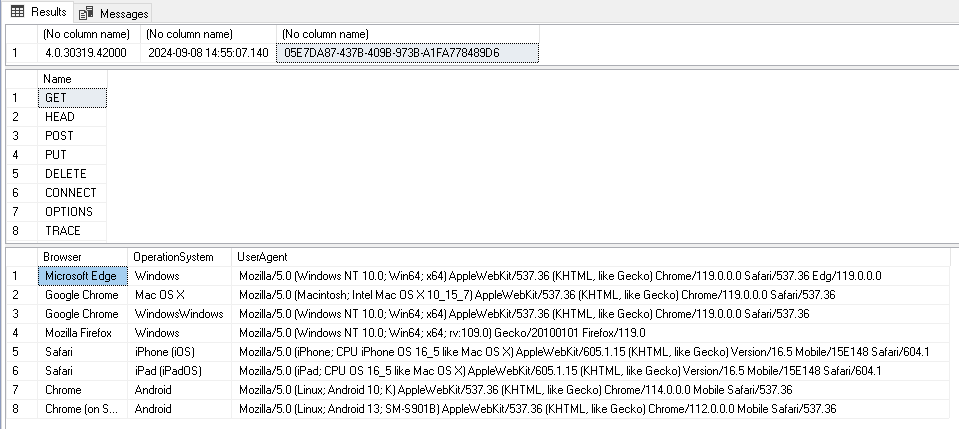 Results Messages
(No column name) (No column name) (No column name)
1 4.0.30319.42000 2024-09-08 14:55:07.140 05E7DA87-437B-409B-973B-A1FA778489D6
Name
1 GET
2 HEAD
3 POST
4 PUT
5 DELETE
6 CONNECT
7 OPTIONS
8 TRACE
Browser OperationSystem UserAgent
1 Microsoft Edge Windows Mozilla/5.0 (Windows NT 10.0; Win64; x64) AppleWebKit/537.36 (KHTML, like Gecko) Chrome/119.0.0.0 Safari/537.36 Edg/119.0.0.0
2 Google Chrome Mac OS X Mozilla/5.0 (Macintosh; Intel Mac OS X 10_15_7) AppleWebKit/537.36 (KHTML, like Gecko) Chrome/119.0.0.0 Safari/537.36
3 Google Chrome WindowsWindows Mozilla/5.0 (Windows NT 10.0; Win64; x64) AppleWebKit/537.36 (KHTML, like Gecko) Chrome/119.0.0.0 Safari/537.36
4 Mozilla Firefox Windows Mozilla/5.0 (Windows NT 10.0; Win64; x64; rv:109.0) Gecko/20100101 Firefox/119.0
5 Safari iPhone (iOS) Mozilla/5.0 (iPhone; CPU iPhone OS 16_5 like Mac OS X) AppleWebKit/605.1.15 (KHTML, like Gecko) Version/16.5 Mobile/15E148 Safari/604.1
6 Safari iPad (iPadOS) Mozilla/5.0 (iPad; CPU OS 16_5 like Mac OS X) AppleWebKit/605.1.15 (KHTML, like Gecko) Version/16.5 Mobile/15E148 Safari/604.1
7 Chrome Android Mozilla/5.0 (Linux; Android 10; K) AppleWebKit/537.36 (KHTML, like Gecko) Chrome/114.0.0.0 Mobile Safari/537.36
8 Chrome (on S... Android Mozilla/5.0 (Linux; Android 13; SM-S901B) AppleWebKit/537.36 (KHTML, like Gecko) Chrome/112.0.0.0 Mobile Safari/537.36